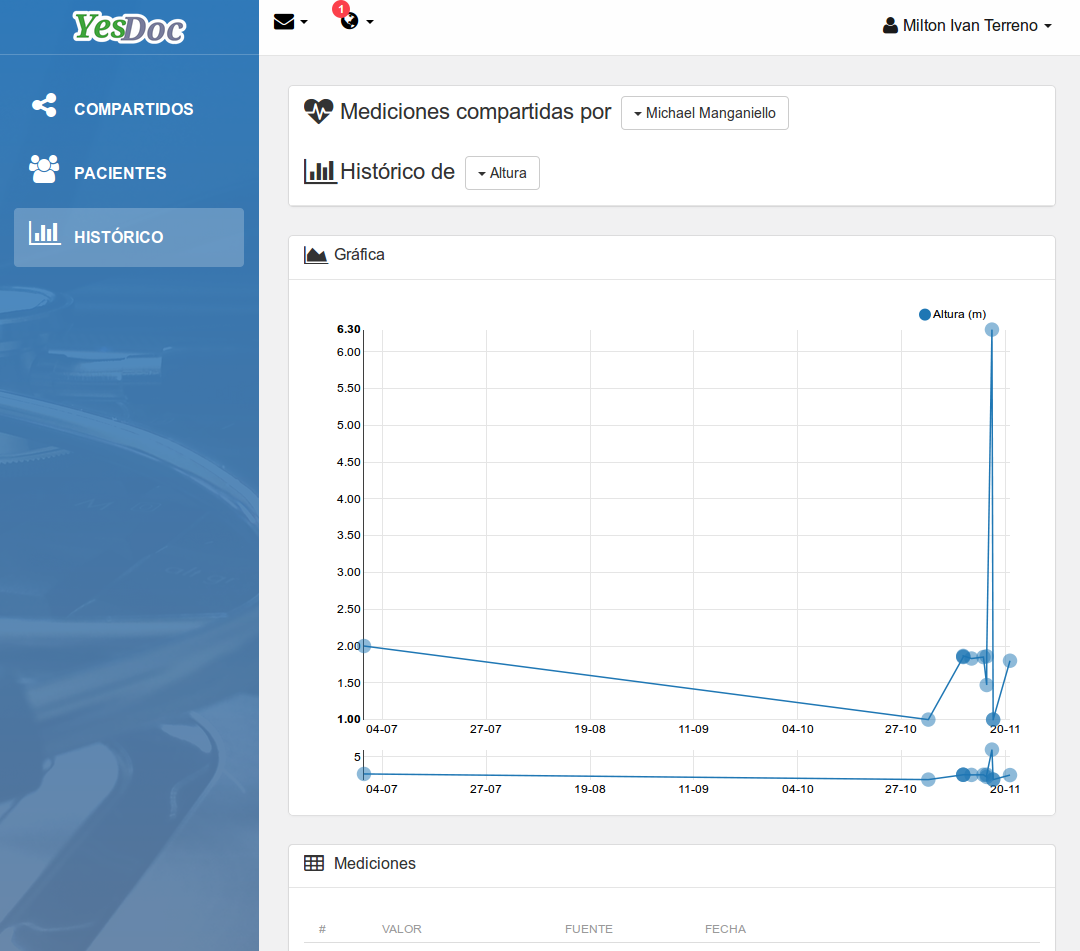 YesDoc
1
Milton Ivan Terreno
COMPARTIDOS
PACIENTES
HISTÓRICO
Mediciones compartidas por Michael Manganiello
Histórico de Altura
Gráfica
Altura (m)
6.30
6.00
5.50
5.00
4.50
4.00
3.50
3.00
2.50
2.00
1.50
1.00
04-07 27-07 19-08 11-09 04-10 27-10 20-11
5
04-07 27-07 19-08 11-09 04-10 27-10 20-11
Mediciones
# VALOR FUENTE FECHA